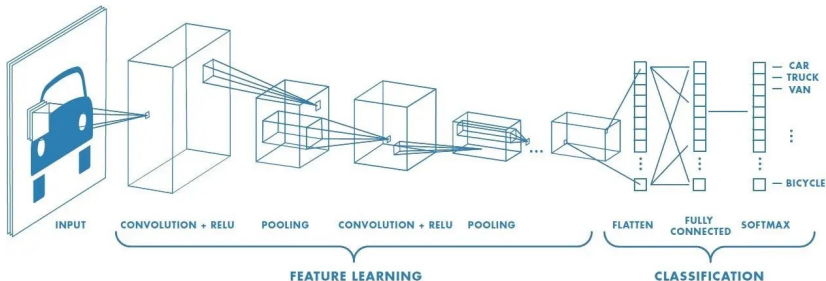 CAR
TRUCK
VAN
BICYCLE
INPUT
CONVOLUTION + RELU
POOLING
CONVOLUTION + RELU
POOLING
FLATTEN
FULLY
CONNECTED
SOFTMAX
FEATURE LEARNING
CLASSIFICATION